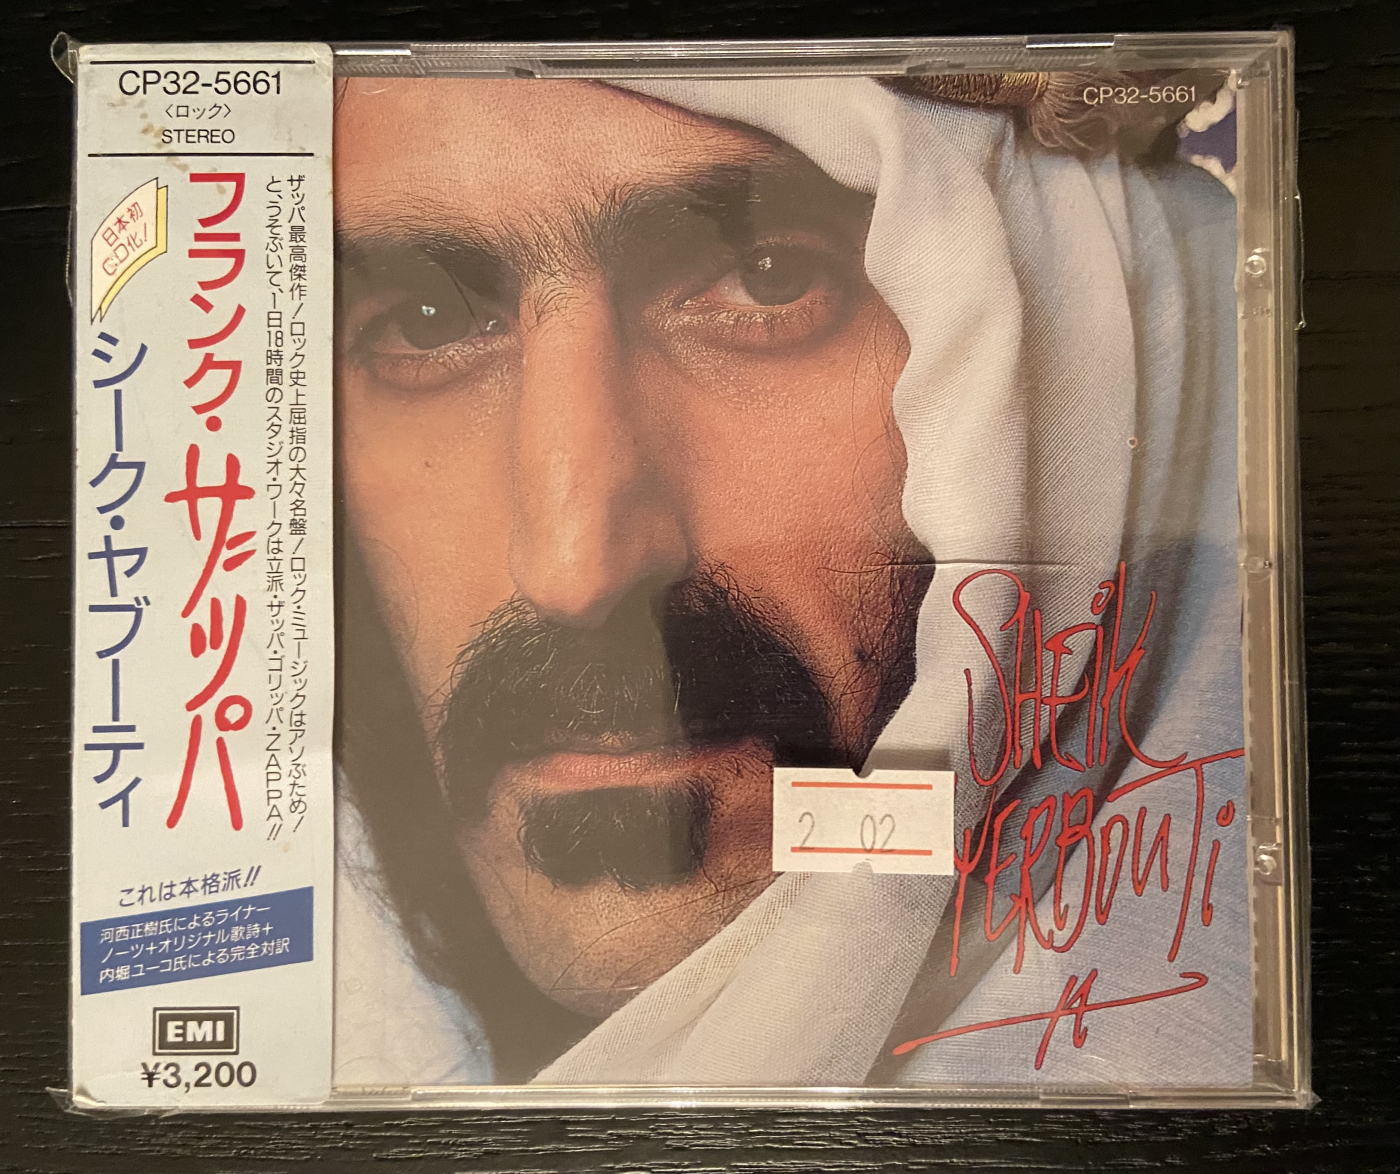 CP32-5661
〈ロック〉
STEREO
日本初
CD化!
フランク・ザッパ
シーク・ヤブーティ
ザッパ最高傑作!ロック史上屈指の大々名盤!ロック・ミュージックはアソぶため!
と、うそぶいて、1日18時間のスタジオ・ワークは立派・ザッパ・ゴリッパ・ZAPPA!!
これは本格派!!
河西正樹氏によるライナー
ノーツ+オリジナル歌詩+
内堀ユーコ氏による完全対訳
EMI
¥3,200
CP32-5661
SHEIK
YERBOUTI
2 02